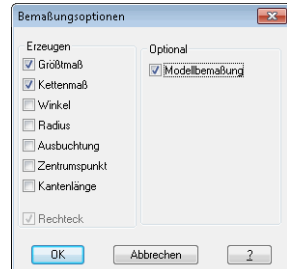 Bemaßungsoptionen
Erzeugen
Größtmaß
Kettenmaß
Winkel
Radius
Ausbuchtung
Zentrumspunkt
Kantenlänge
Rechteck
Optional
Modellbemaßung
OK
Abbrechen
?